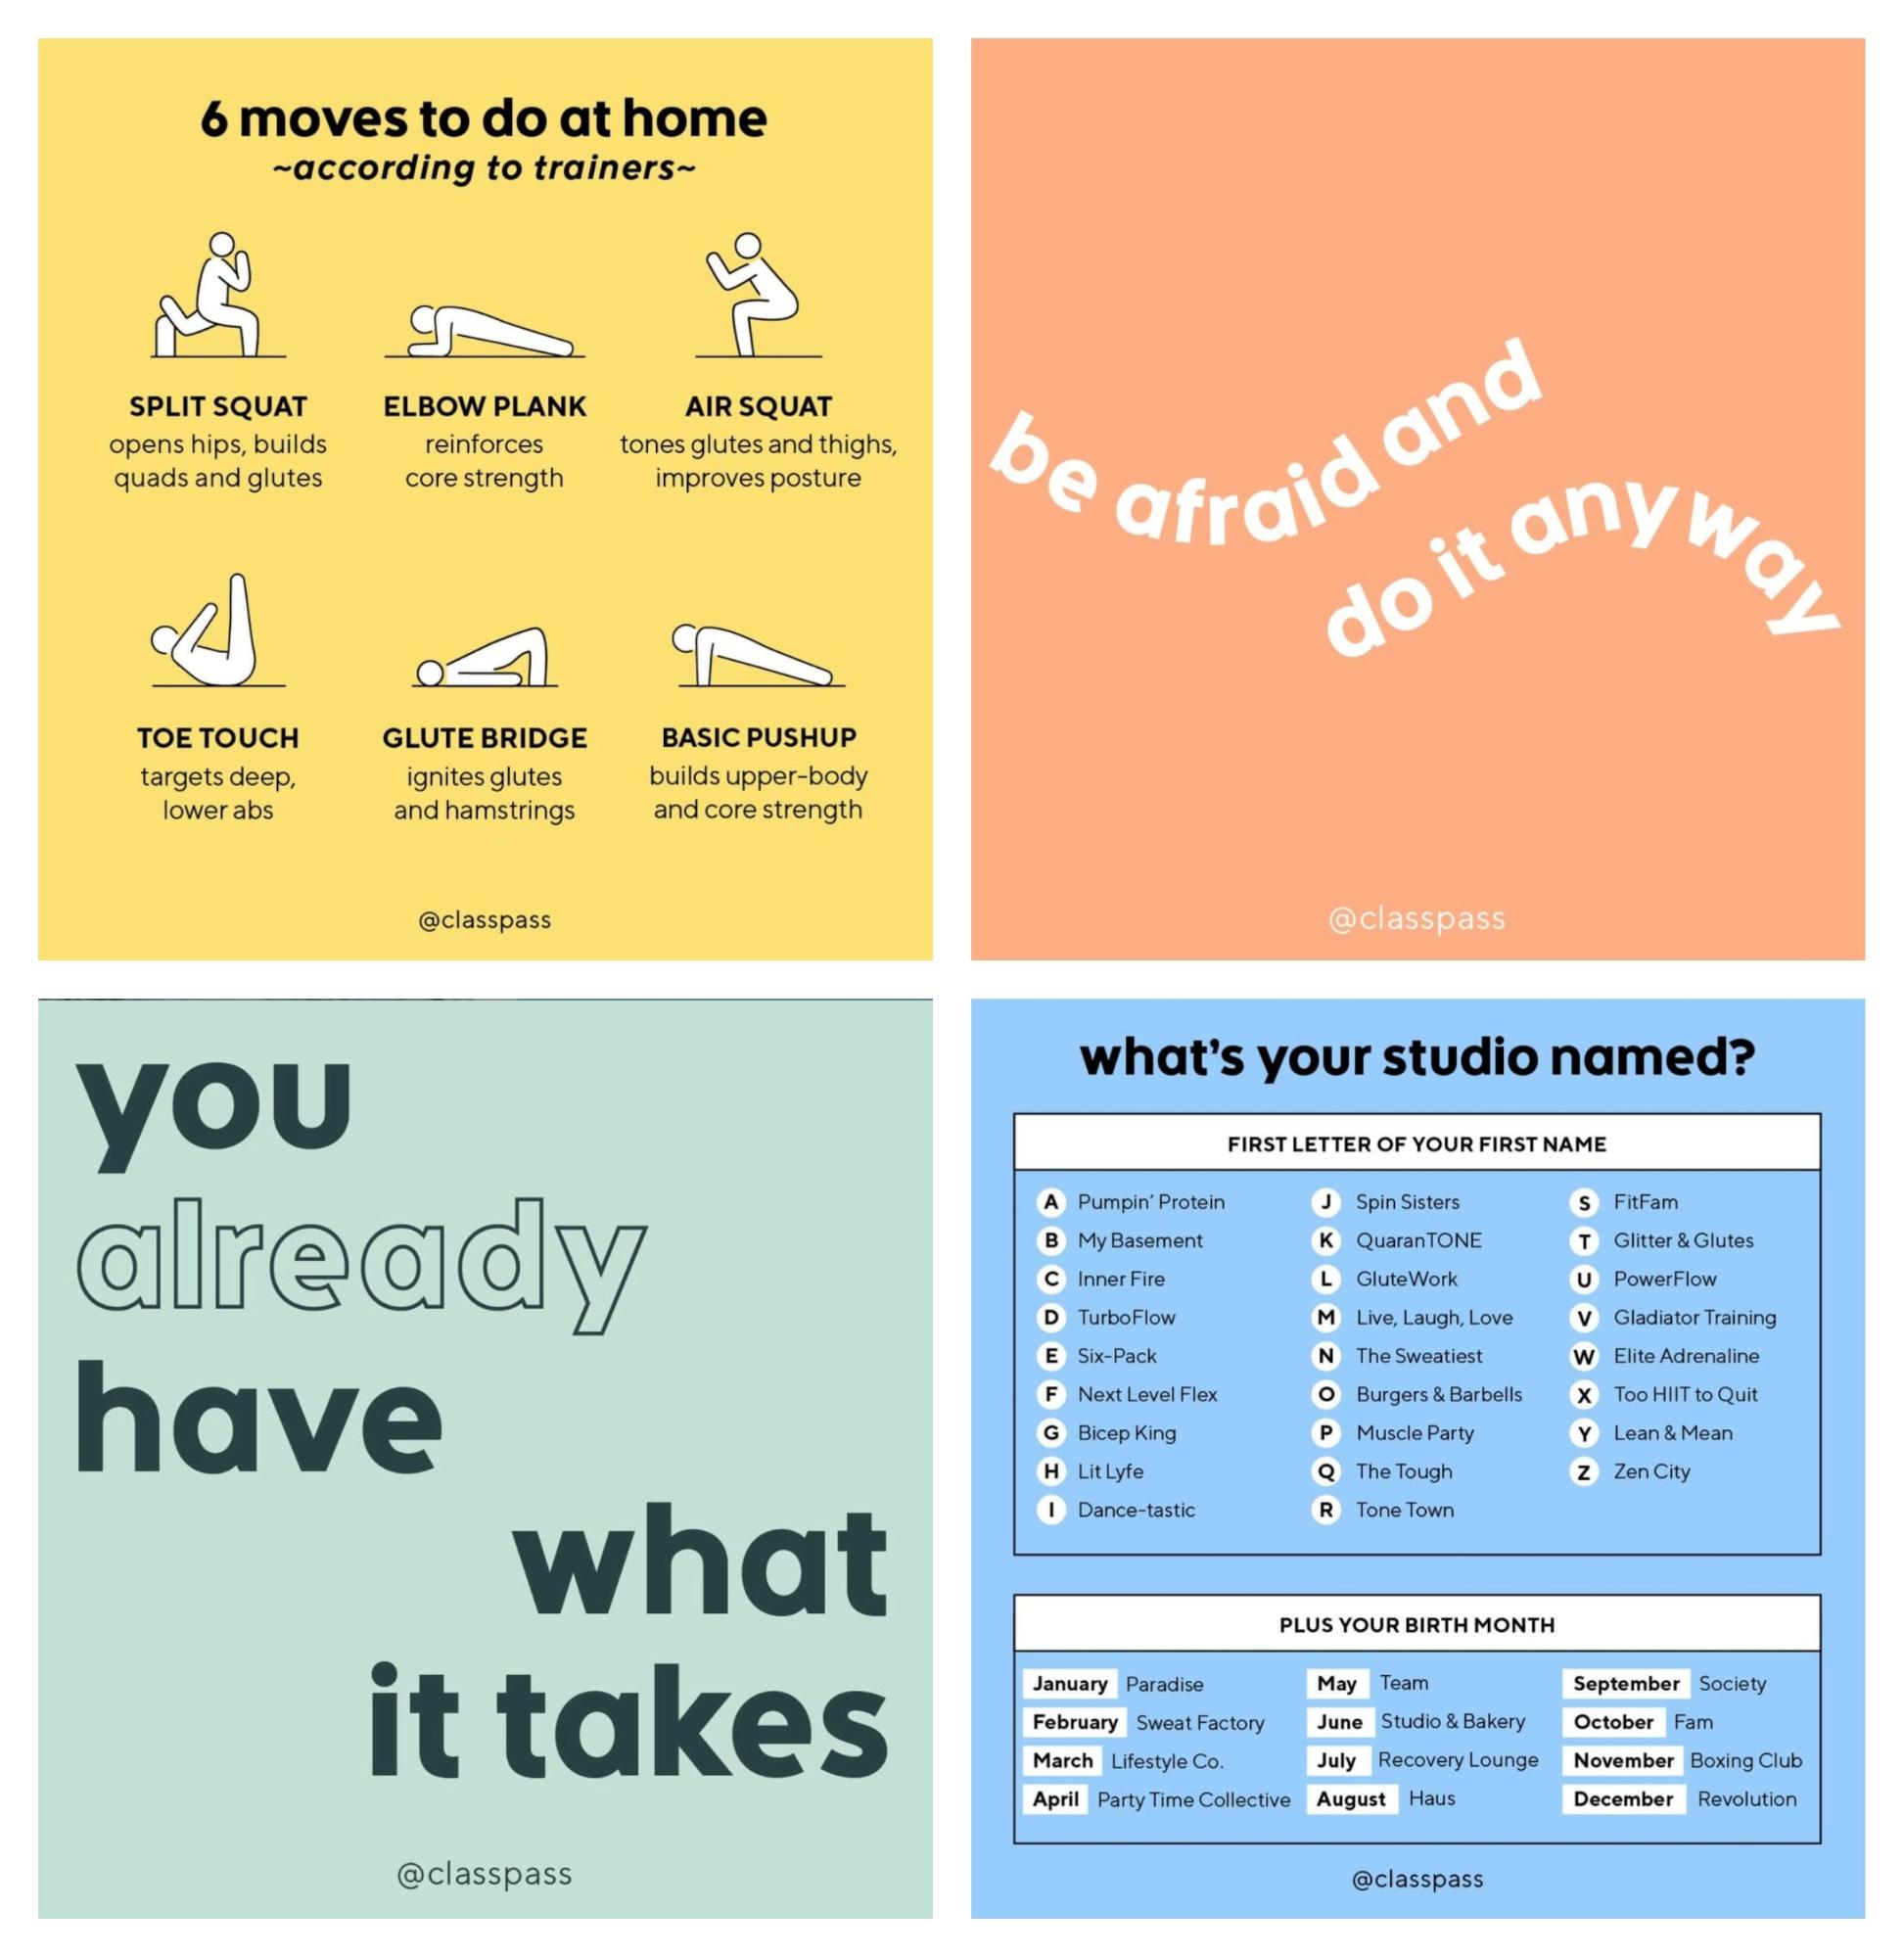 6 moves to do at home
~according to trainers~
SPLIT SQUAT
opens hips, builds
quads and glutes
ELBOW PLANK
reinforces
core strength
AIR SQUAT
tones glutes and thighs,
improves posture
TOE TOUCH
targets deep,
lower abs
GLUTE BRIDGE
ignites glutes
and hamstrings
BASIC PUSHUP
builds upper-body
and core strength
@classpass
be afraid and
do it anyway
@classpass
you
already
have
what
it takes
@classpass
what's your studio named?
FIRST LETTER OF YOUR FIRST NAME
A Pumpin' Protein
B My Basement
C Inner Fire
D TurboFlow
E Six-Pack
F Next Level Flex
G Bicep King
H Lit Lyfe
I Dance-tastic
J Spin Sisters
K QuaranTONE
L GluteWork
M Live, Laugh, Love
N The Sweatiest
O Burgers & Barbells
P Muscle Party
Q The Tough
R Tone Town
S FitFam
T Glitter & Glutes
U PowerFlow
V Gladiator Training
W Elite Adrenaline
X Too HIIT to Quit
Y Lean & Mean
Z Zen City
PLUS YOUR BIRTH MONTH
January Paradise
February Sweat Factory
March Lifestyle Co.
April Party Time Collective
May Team
June Studio & Bakery
July Recovery Lounge
August Haus
September Society
October Fam
November Boxing Club
December Revolution
@classpass